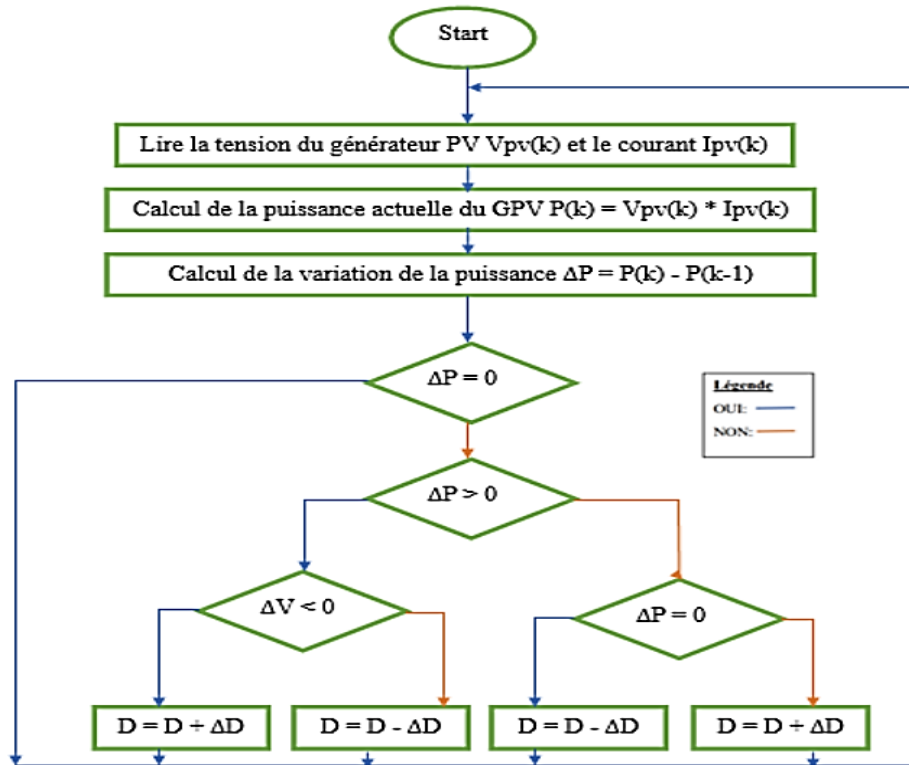 Start
Lire la tension du générateur PV Vpv(k) et le courant Ipv(k)
Calcul de la puissance actuelle du GPV P(k) = Vpv(k) * Ipv(k)
Calcul de la variation de la puissance ΔP = P(k) - P(k-1)
ΔP = 0
Légende
OUI:
NON:
ΔP > 0
ΔV < 0
ΔP = 0
D = D + ΔD
D = D - ΔD
D = D - ΔD
D = D + ΔD